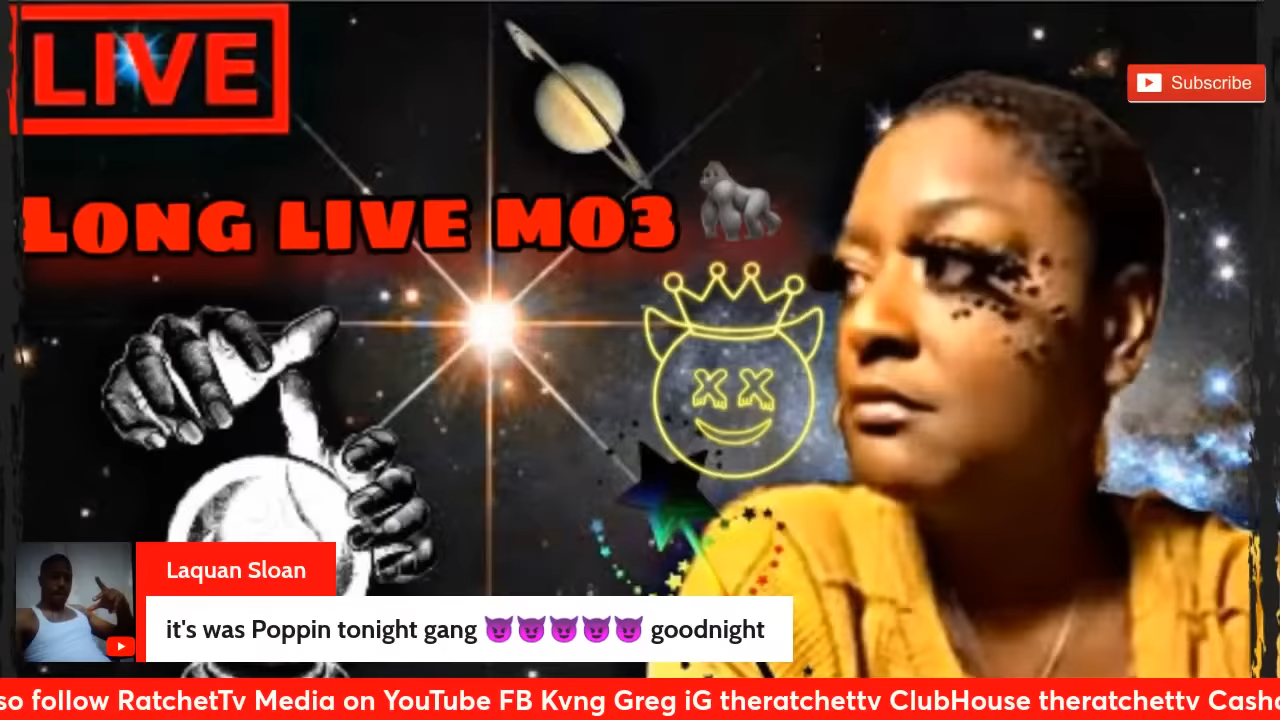 LIVE
Subscribe
LONG LIVE MO3
Laquan Sloan
it's was Poppin tonight gang 😈😈😈😈😈 goodnight
so follow RatchetTv Media on YouTube FB Kvng Greg iG theratchettv ClubHouse theratchettv Casha